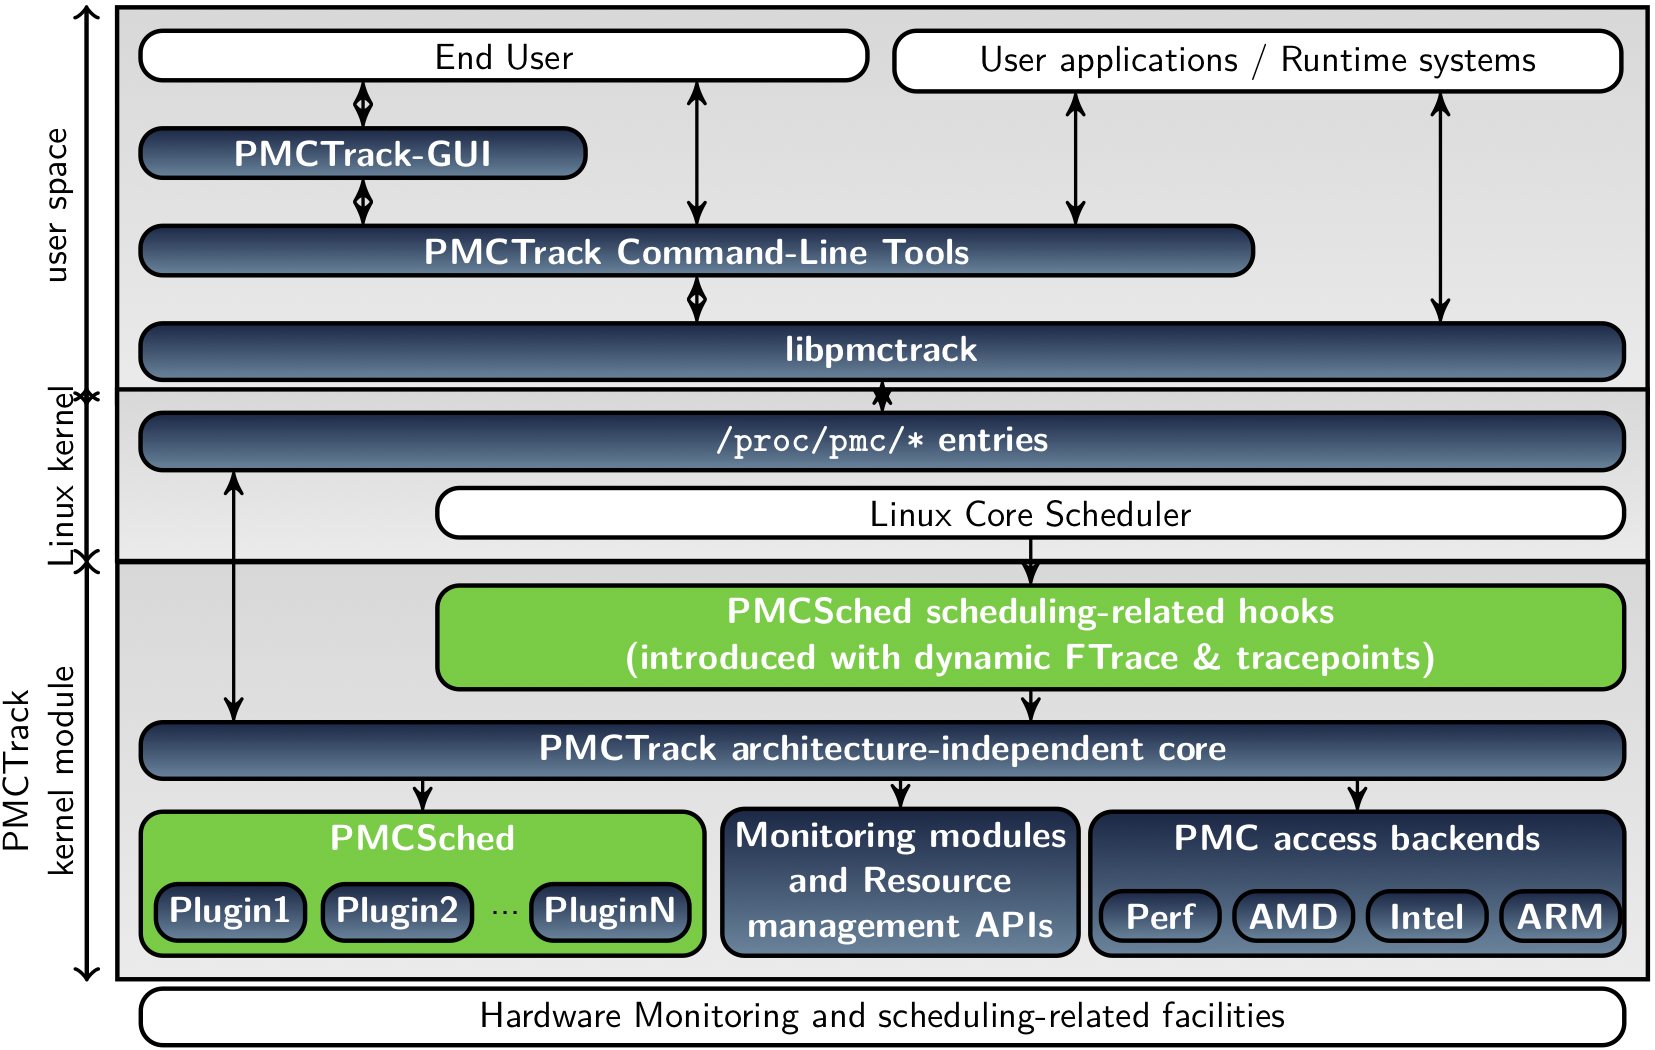 End User
User applications / Runtime systems
PMCTrack-GUI
PMCTrack Command-Line Tools
libpmctrack
user space
/proc/pmc/* entries
Linux Core Scheduler
Linux kernel
PMCSched scheduling-related hooks
(introduced with dynamic FTrace & tracepoints)
PMCTrack architecture-independent core
PMCSched
Plugin1 Plugin2 ... PluginN
Monitoring modules
and Resource
management APIs
PMC access backends
Perf AMD Intel ARM
PMCTrack
kernel module
Hardware Monitoring and scheduling-related facilities